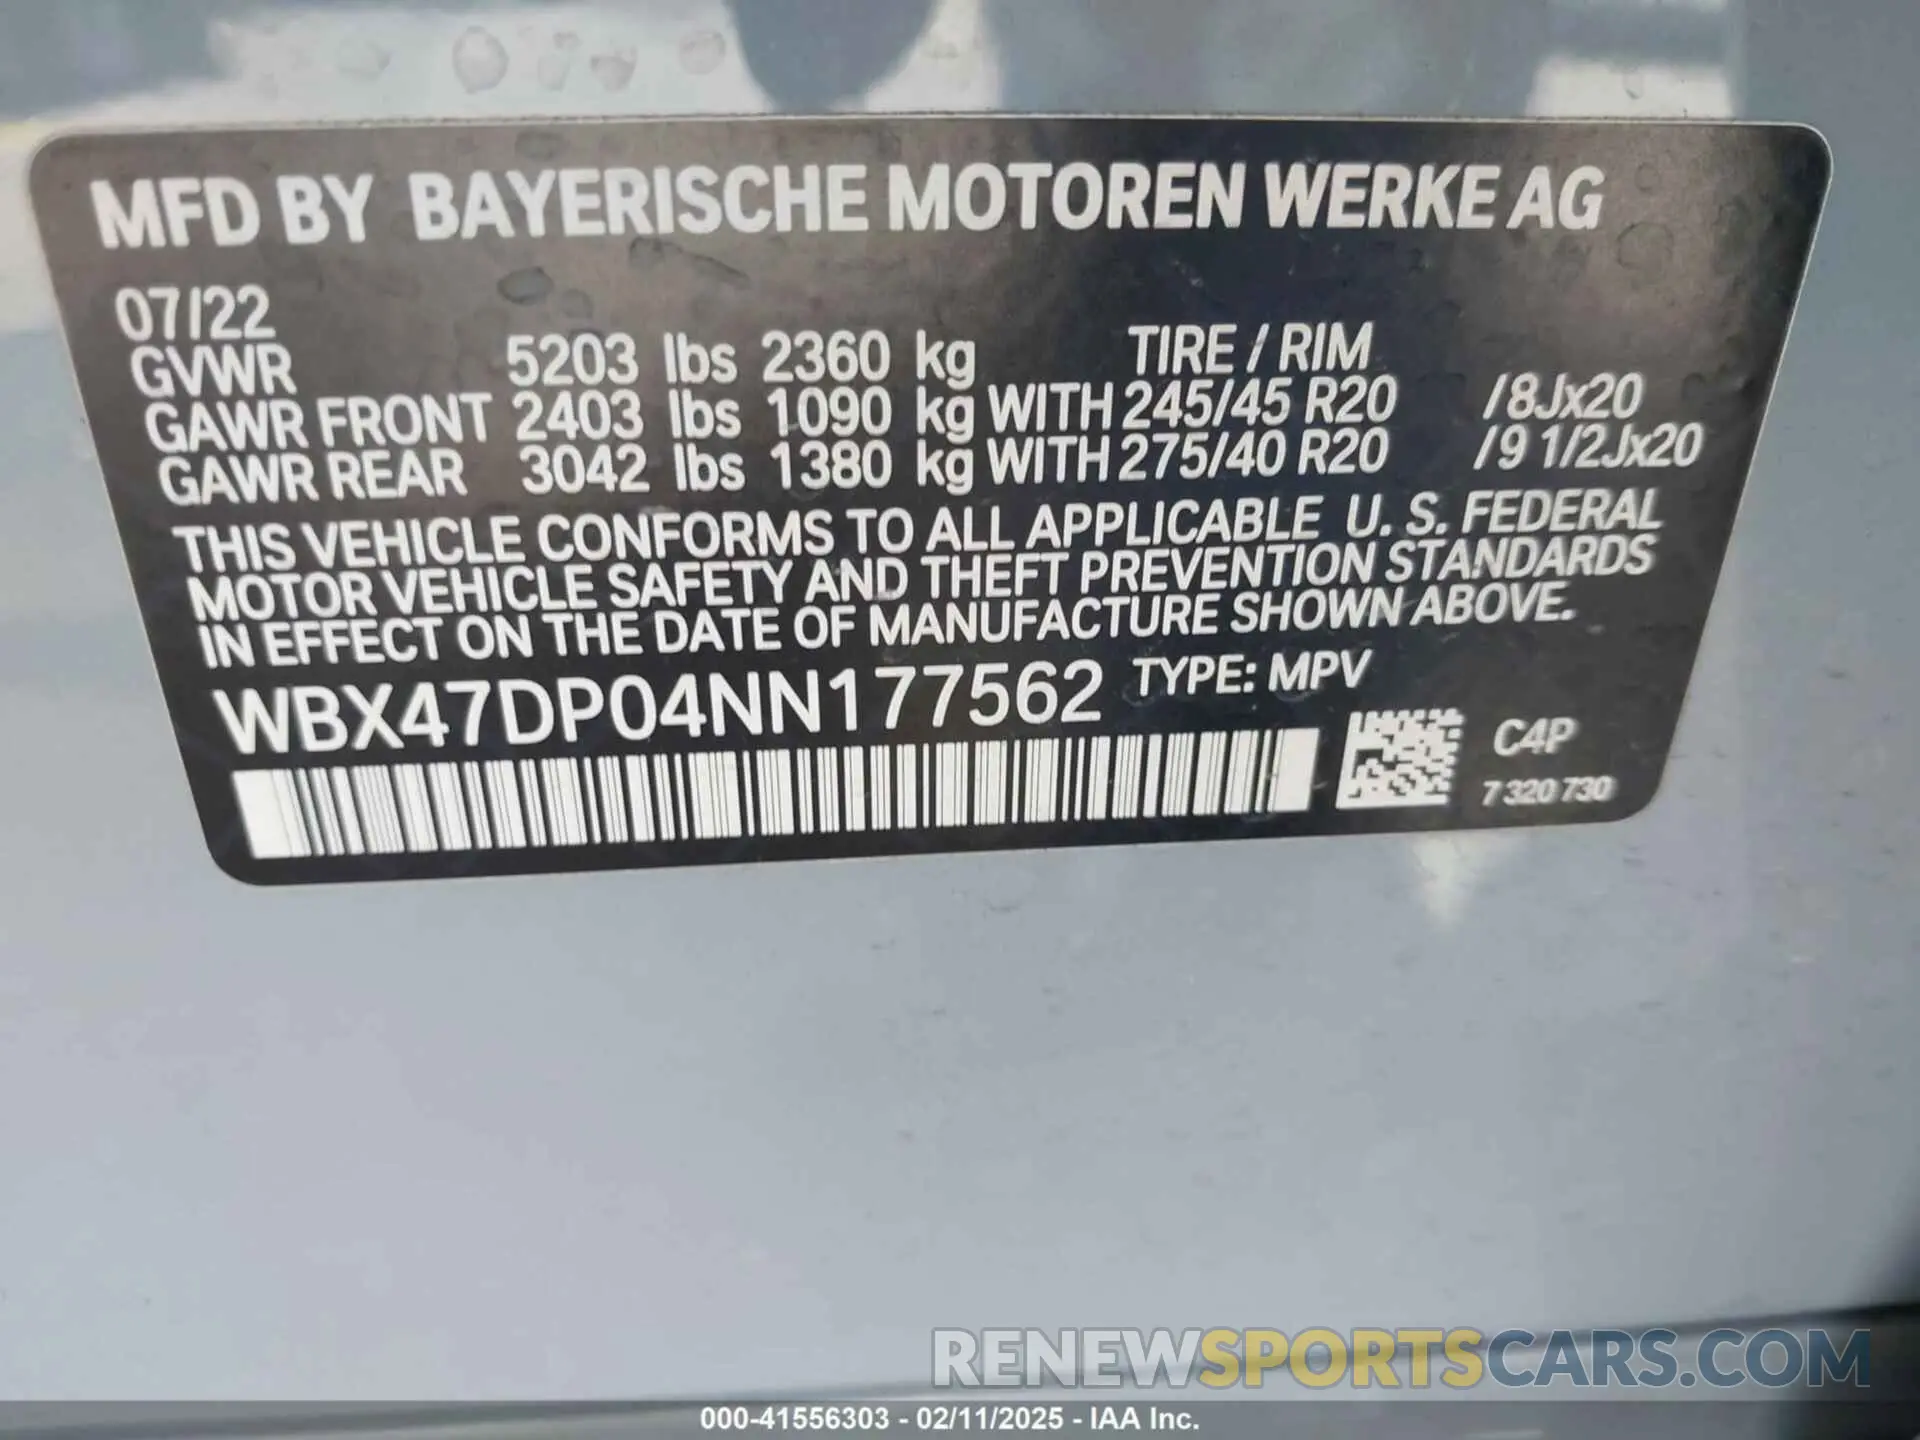 MFD BY BAYERISCHE MOTOREN WERKE AG
07/22
TIRE / RIM
GVWR 5203 lbs 2360 kg
GAWR FRONT 2403 lbs 1090 kg WITH 245/45 R20 /8Jx20
GAWR REAR 3042 lbs 1380 kg WITH 275/40 R20 /9 1/2Jx20
THIS VEHICLE CONFORMS TO ALL APPLICABLE U. S. FEDERAL
MOTOR VEHICLE SAFETY AND THEFT PREVENTION STANDARDS
IN EFFECT ON THE DATE OF MANUFACTURE SHOWN ABOVE.
WBX47DP04NN177562 TYPE: MPV
C4P
7 320 730
RENEWSPORTSCARS.COM
000-41556303 - 02/11/2025 - IAA Inc.